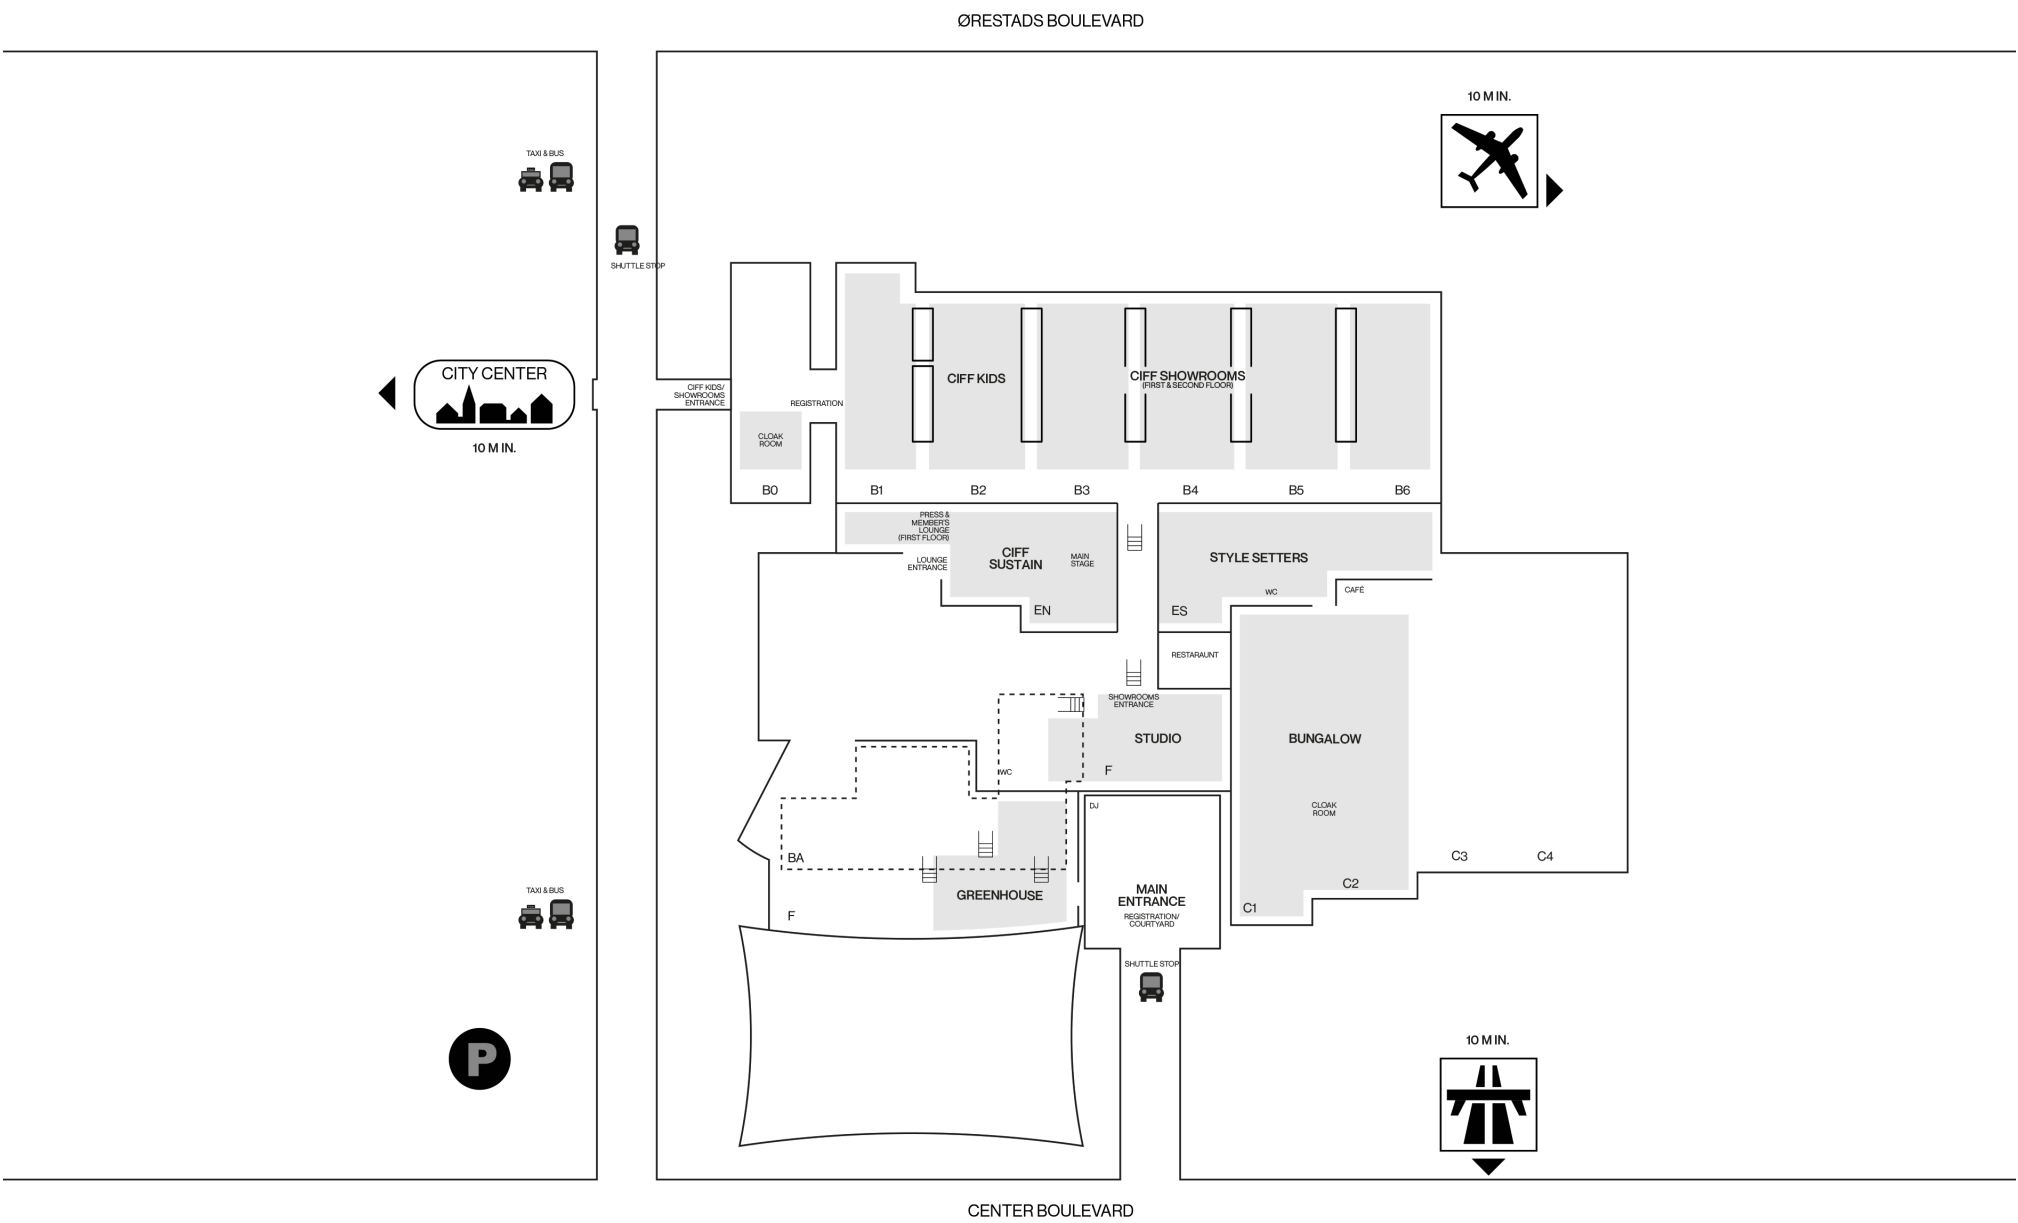 ØRESTADS BOULEVARD
10 MIN.
TAXI & BUS
SHUTTLE STOP
CITY CENTER
10 MIN.
CIFF KIDS/
SHOWROOMS
ENTRANCE
REGISTRATION
CLOAK
ROOM
CIFF KIDS
CIFF SHOWROOMS
(FIRST & SECOND FLOOR)
B0
B1
B2
B3
B4
B5
B6
PRESS &
MEMBER'S
LOUNGE
(FIRST FLOOR)
LOUNGE
ENTRANCE
CIFF
SUSTAIN
MAIN
STAGE
EN
STYLE SETTERS
WC
CAFÉ
ES
RESTARAUNT
SHOWROOMS
ENTRANCE
STUDIO
F
WC
BUNGALOW
CLOAK
ROOM
DJ
BA
C3
C4
C2
C1
GREENHOUSE
F
MAIN
ENTRANCE
REGISTRATION/
COURTYARD
TAXI & BUS
SHUTTLE STOP
P
10 MIN.
CENTER BOULEVARD